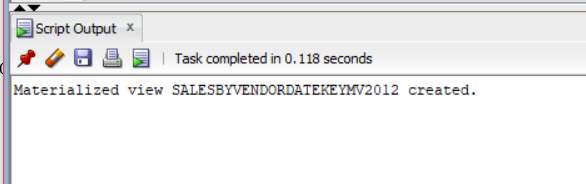 Script Output x
Task completed in 0.118 seconds
Materialized view SALESBYVENDORDATEKEYMV2012 created.